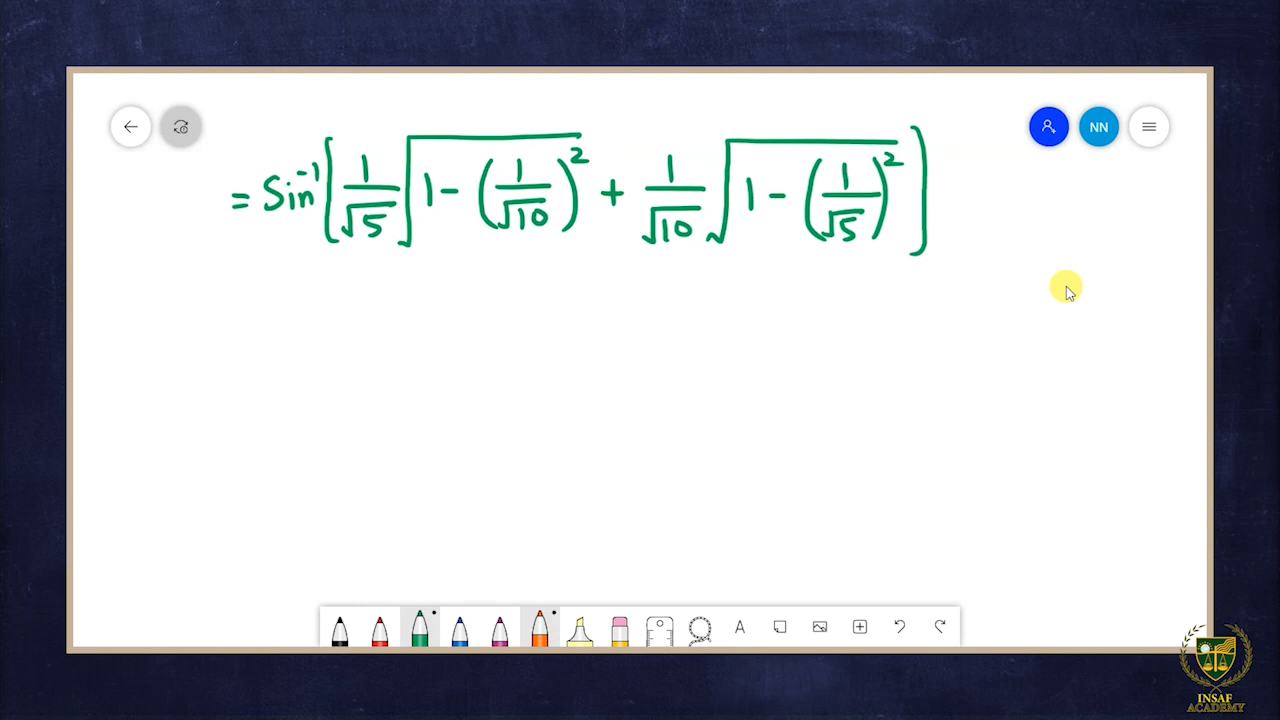 = Sin⁻¹[1/√5 √(1 - (1/√10)²) + 1/√10 √(1 - (1/√5)²)]
NN
A
INSAF
ACADEMY